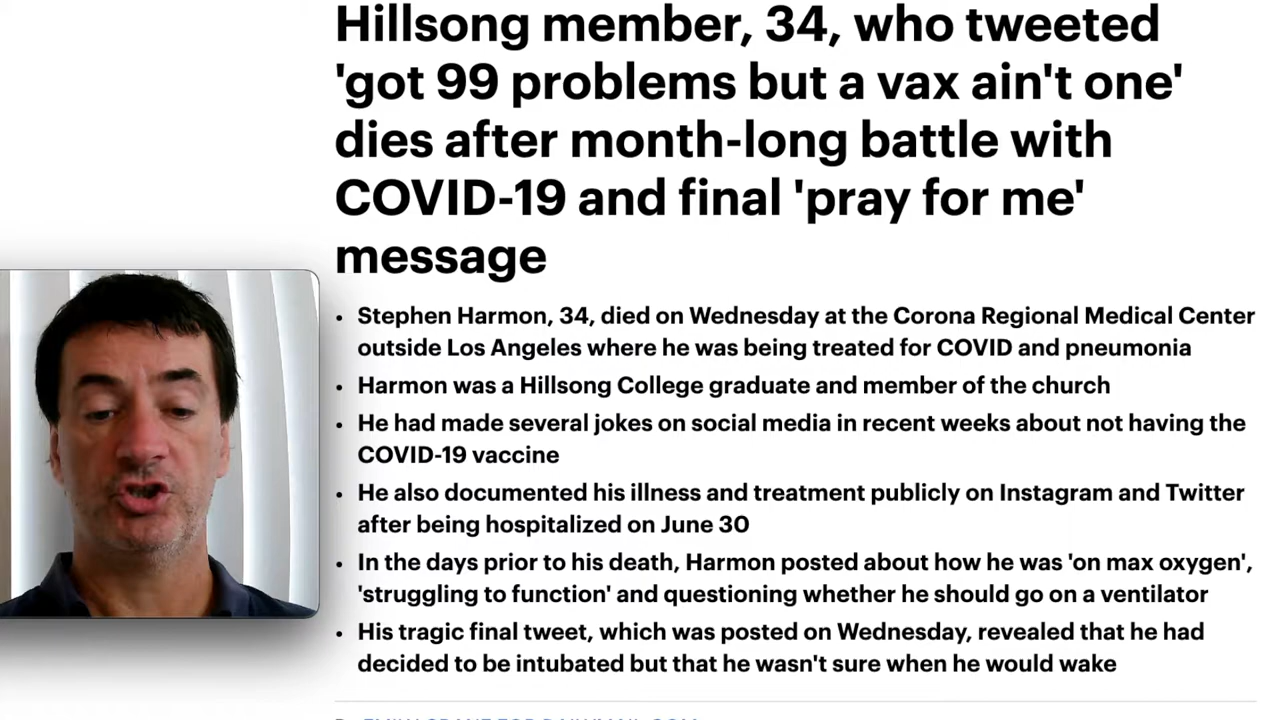 Hillsong member, 34, who tweeted
'got 99 problems but a vax ain't one'
dies after month-long battle with
COVID-19 and final 'pray for me'
message
• Stephen Harmon, 34, died on Wednesday at the Corona Regional Medical Center
outside Los Angeles where he was being treated for COVID and pneumonia
• Harmon was a Hillsong College graduate and member of the church
• He had made several jokes on social media in recent weeks about not having the
COVID-19 vaccine
• He also documented his illness and treatment publicly on Instagram and Twitter
after being hospitalized on June 30
• In the days prior to his death, Harmon posted about how he was 'on max oxygen',
'struggling to function' and questioning whether he should go on a ventilator
• His tragic final tweet, which was posted on Wednesday, revealed that he had
decided to be intubated but that he wasn't sure when he would wake